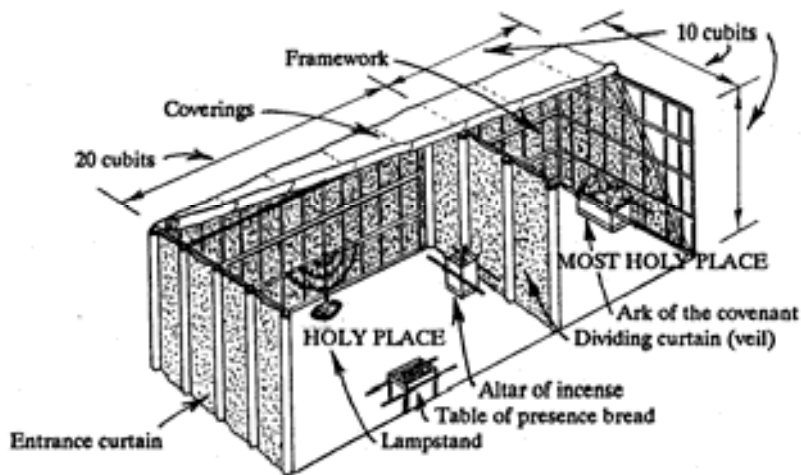 10 cubits
Framework
Coverings
20 cubits
MOST HOLY PLACE
Ark of the covenant
HOLY PLACE
Dividing curtain (veil)
Altar of incense
Table of presence bread
Entrance curtain
Lampstand